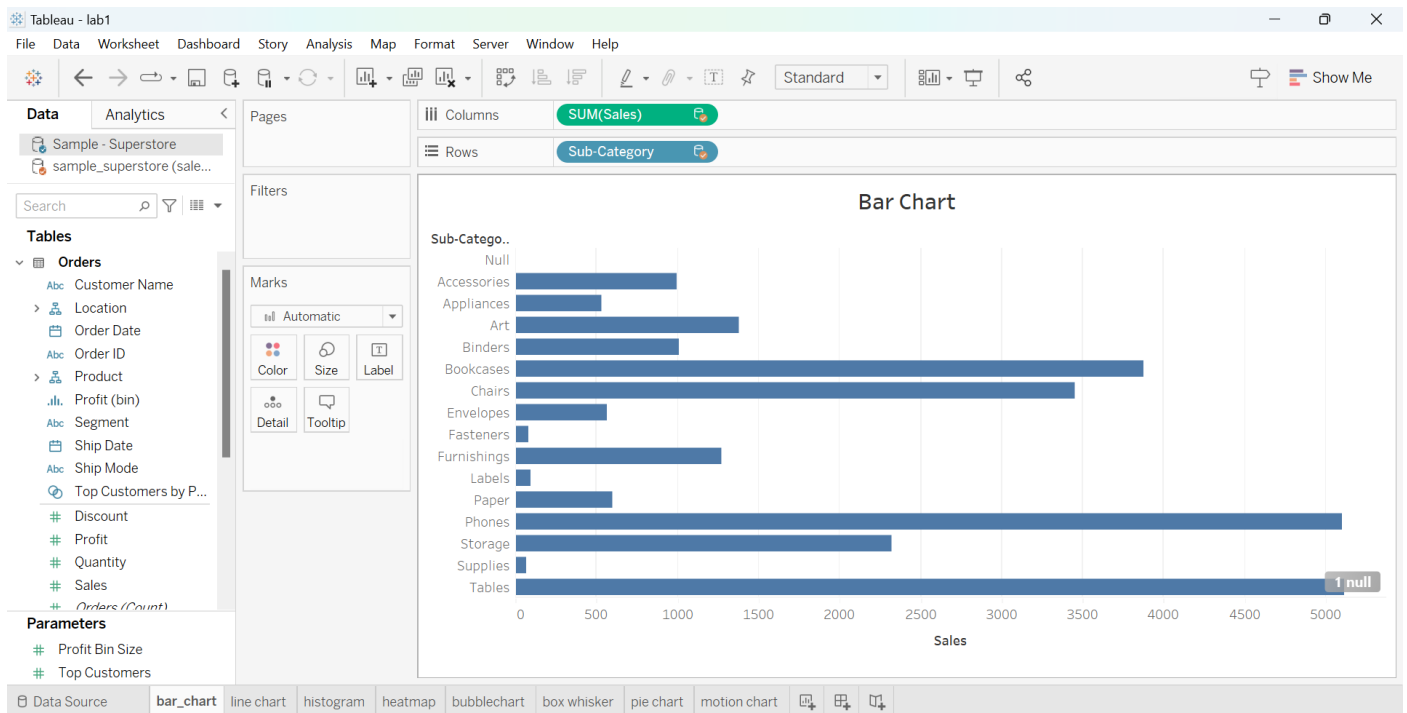 Tableau - lab1
File Data Worksheet Dashboard Story Analysis Map Format Server Window Help
Standard
Show Me
Data Analytics
Sample - Superstore
sample_superstore (sale...
Search
Tables
Orders
Abc Customer Name
Location
Order Date
Abc Order ID
Product
Profit (bin)
Abc Segment
Ship Date
Abc Ship Mode
Top Customers by P...
# Discount
# Profit
# Quantity
# Sales
# Orders (Count)
Parameters
# Profit Bin Size
# Top Customers
Pages
Filters
Marks
Automatic
Color Size T Label
Detail Tooltip
Columns SUM(Sales)
Rows Sub-Category
Bar Chart
Sub-Catego..
Null
Accessories
Appliances
Art
Binders
Bookcases
Chairs
Envelopes
Fasteners
Furnishings
Labels
Paper
Phones
Storage
Supplies
Tables
1 null
0 500 1000 1500 2000 2500 3000 3500 4000 4500 5000
Sales
Data Source bar_chart line chart histogram heatmap bubblechart box whisker pie chart motion chart